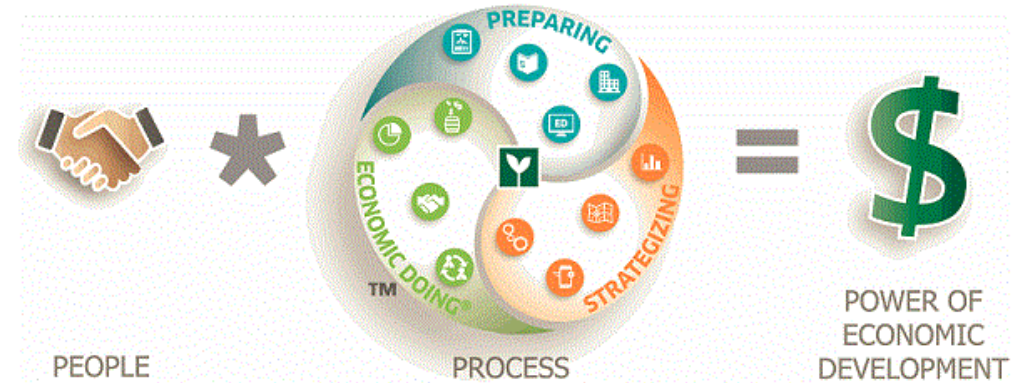 PREPARING
ED
STRATEGIZING
ECONOMIC DOING®
TM
PEOPLE
*
PROCESS
=
$
POWER OF
ECONOMIC
DEVELOPMENT